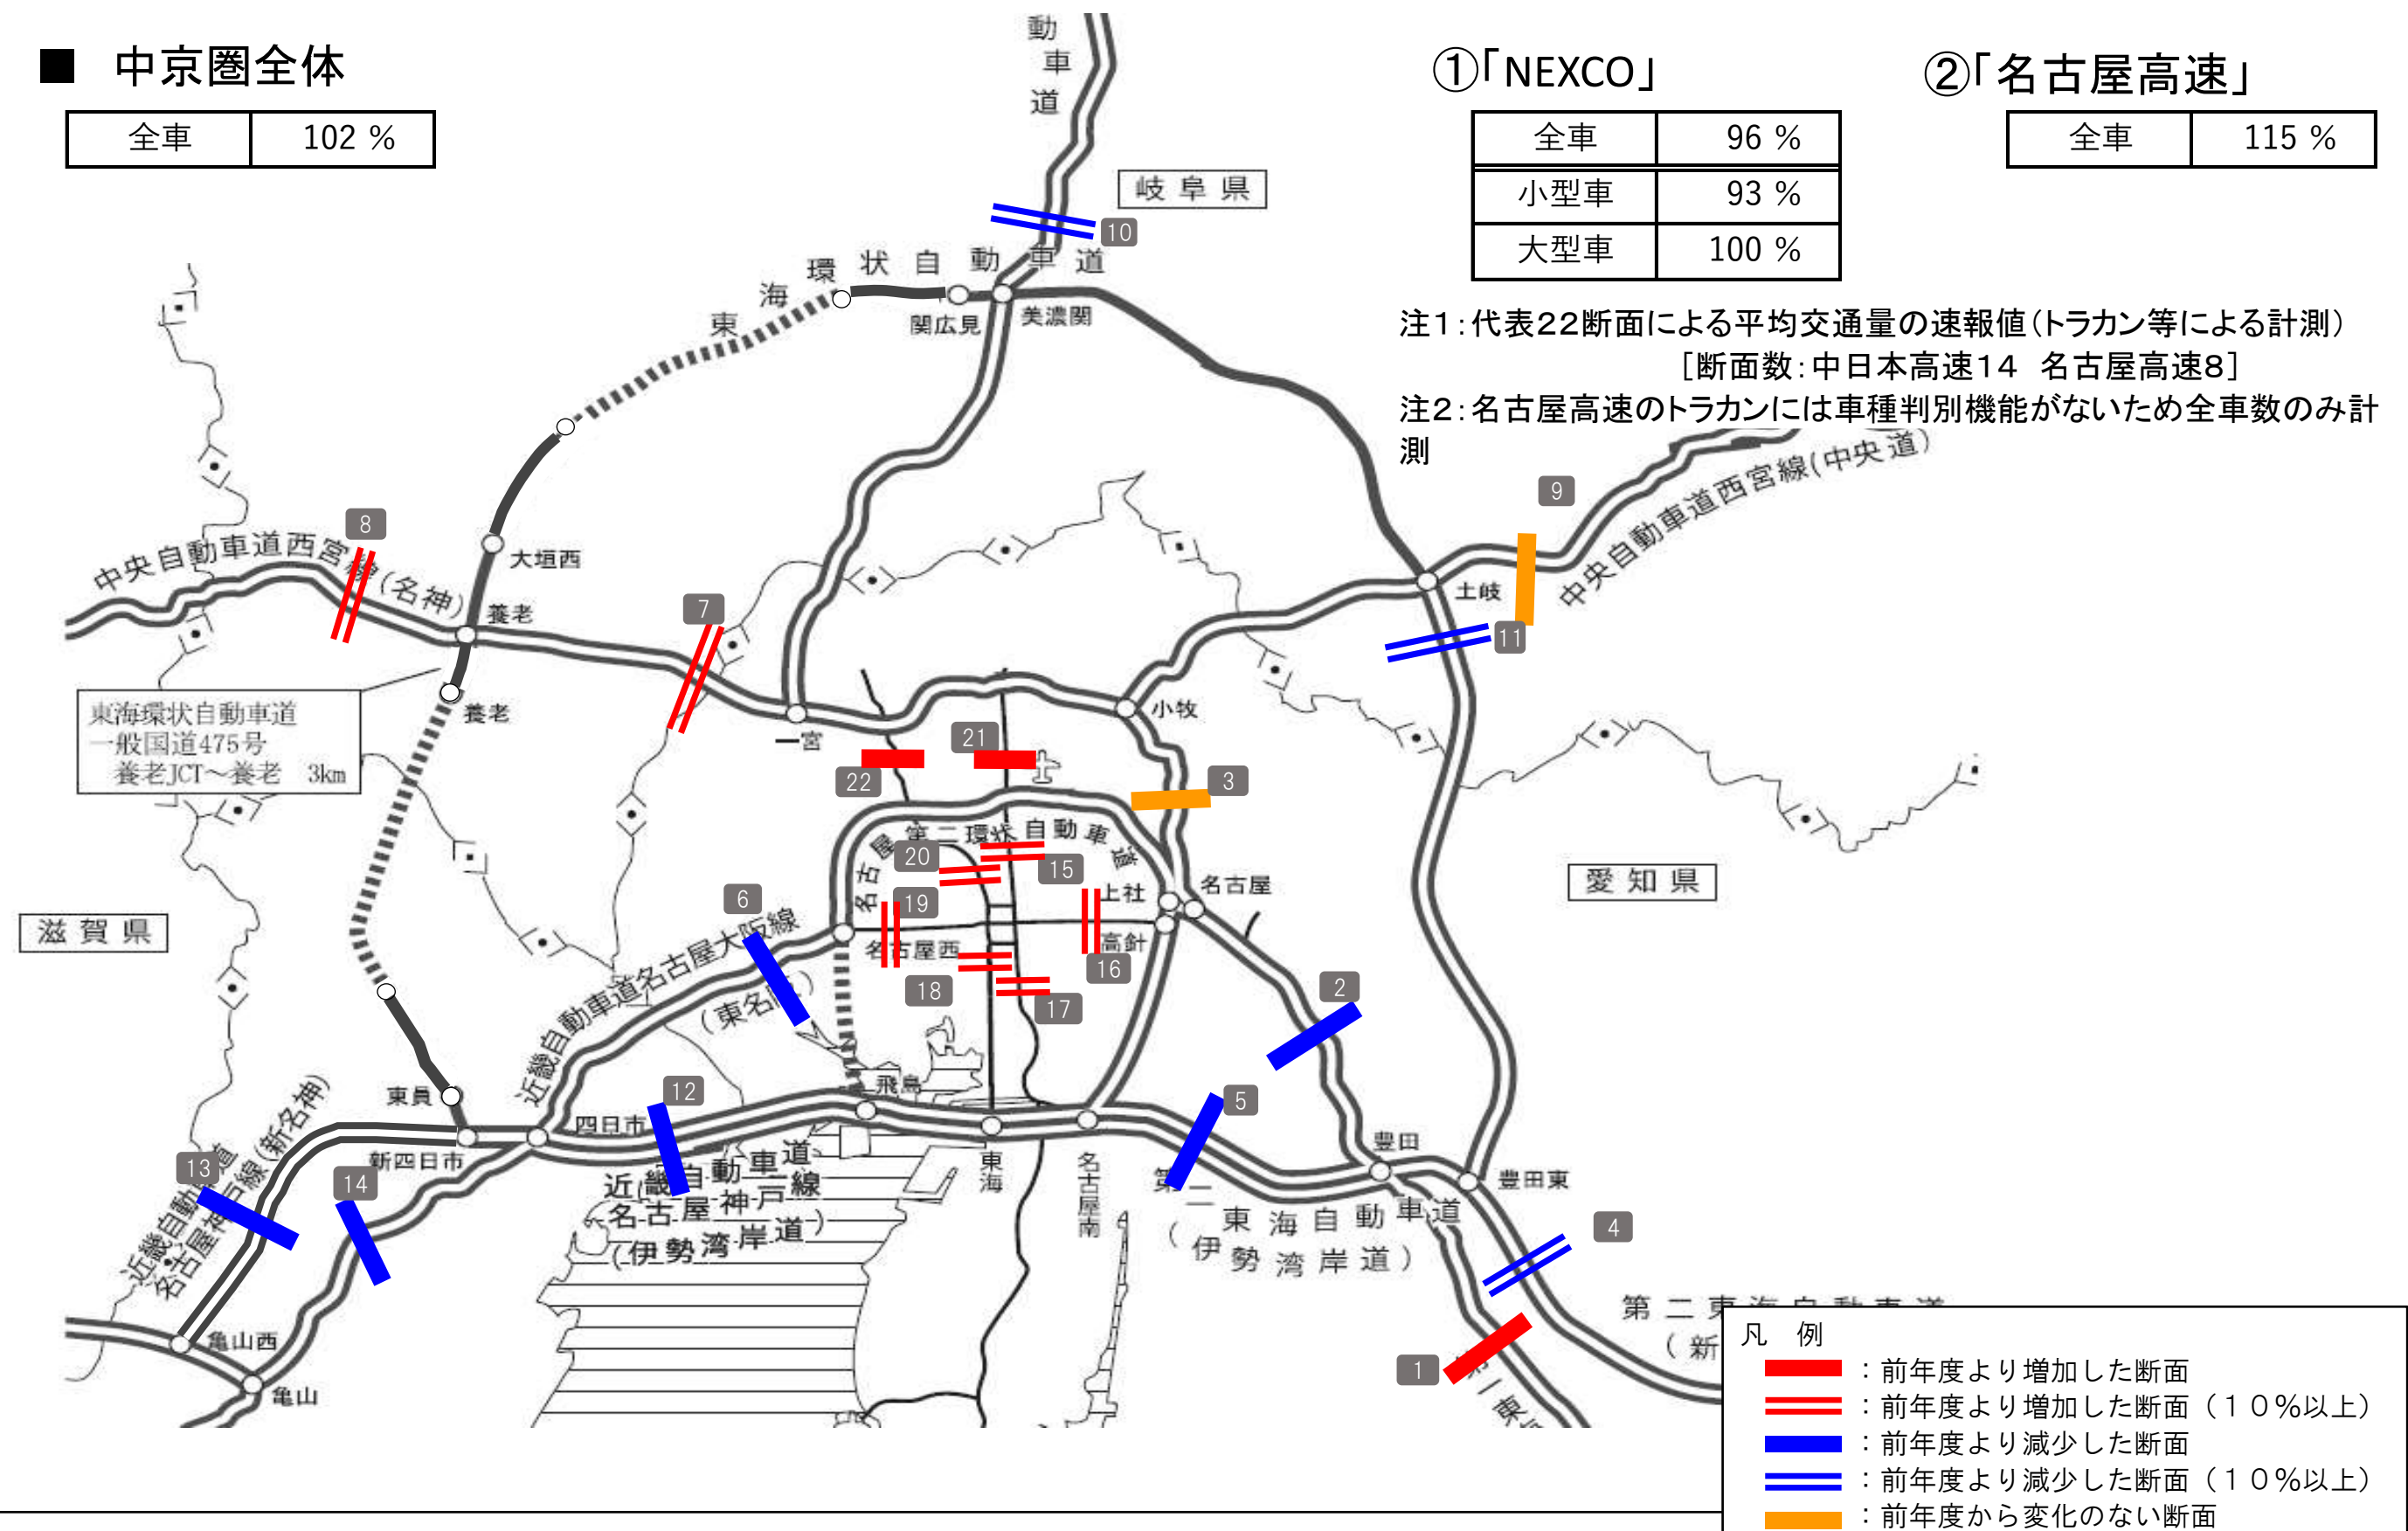 ■ 中京圏全体
全車 102 %
①「NEXCO」
全車 96 %
小型車 93 %
大型車 100 %
②「名古屋高速」
全車 115 %
注1:代表22断面による平均交通量の速報値(トラカン等による計測)
[断面数:中日本高速14 名古屋高速8]
注2:名古屋高速のトラカンには車種判別機能がないため全車数のみ計
測
動車道
岐阜県
10
東海環状自動車道
関広見
美濃関
中央自動車道西宮線(中央道)
9
8
中央自動車道西宮線(名神)
大垣西
養老
7
土岐
11
養老
東海環状自動車道
一般国道475号
養老JCT~養老 3km
一宮
小牧
21
22
3
名古屋第二環状自動車道
20
15
上社
名古屋
愛知県
19
6
滋賀県
名古屋西
高針
16
近畿自動車道名古屋大阪線
(東名阪)
18
17
2
飛島
東員
12
四日市
5
新四日市
豊田
豊田東
13
14
近畿自動車道
名古屋神戸線(新名神)
近畿自動車道
名古屋神戸線
(伊勢湾岸道)
東海
名古屋南
第二東海自動車道
(伊勢湾岸道)
4
第二東海自動車道
(新
亀山西
亀山
1
凡 例
:前年度より増加した断面
:前年度より増加した断面(10%以上)
:前年度より減少した断面
:前年度より減少した断面(10%以上)
:前年度から変化のない断面